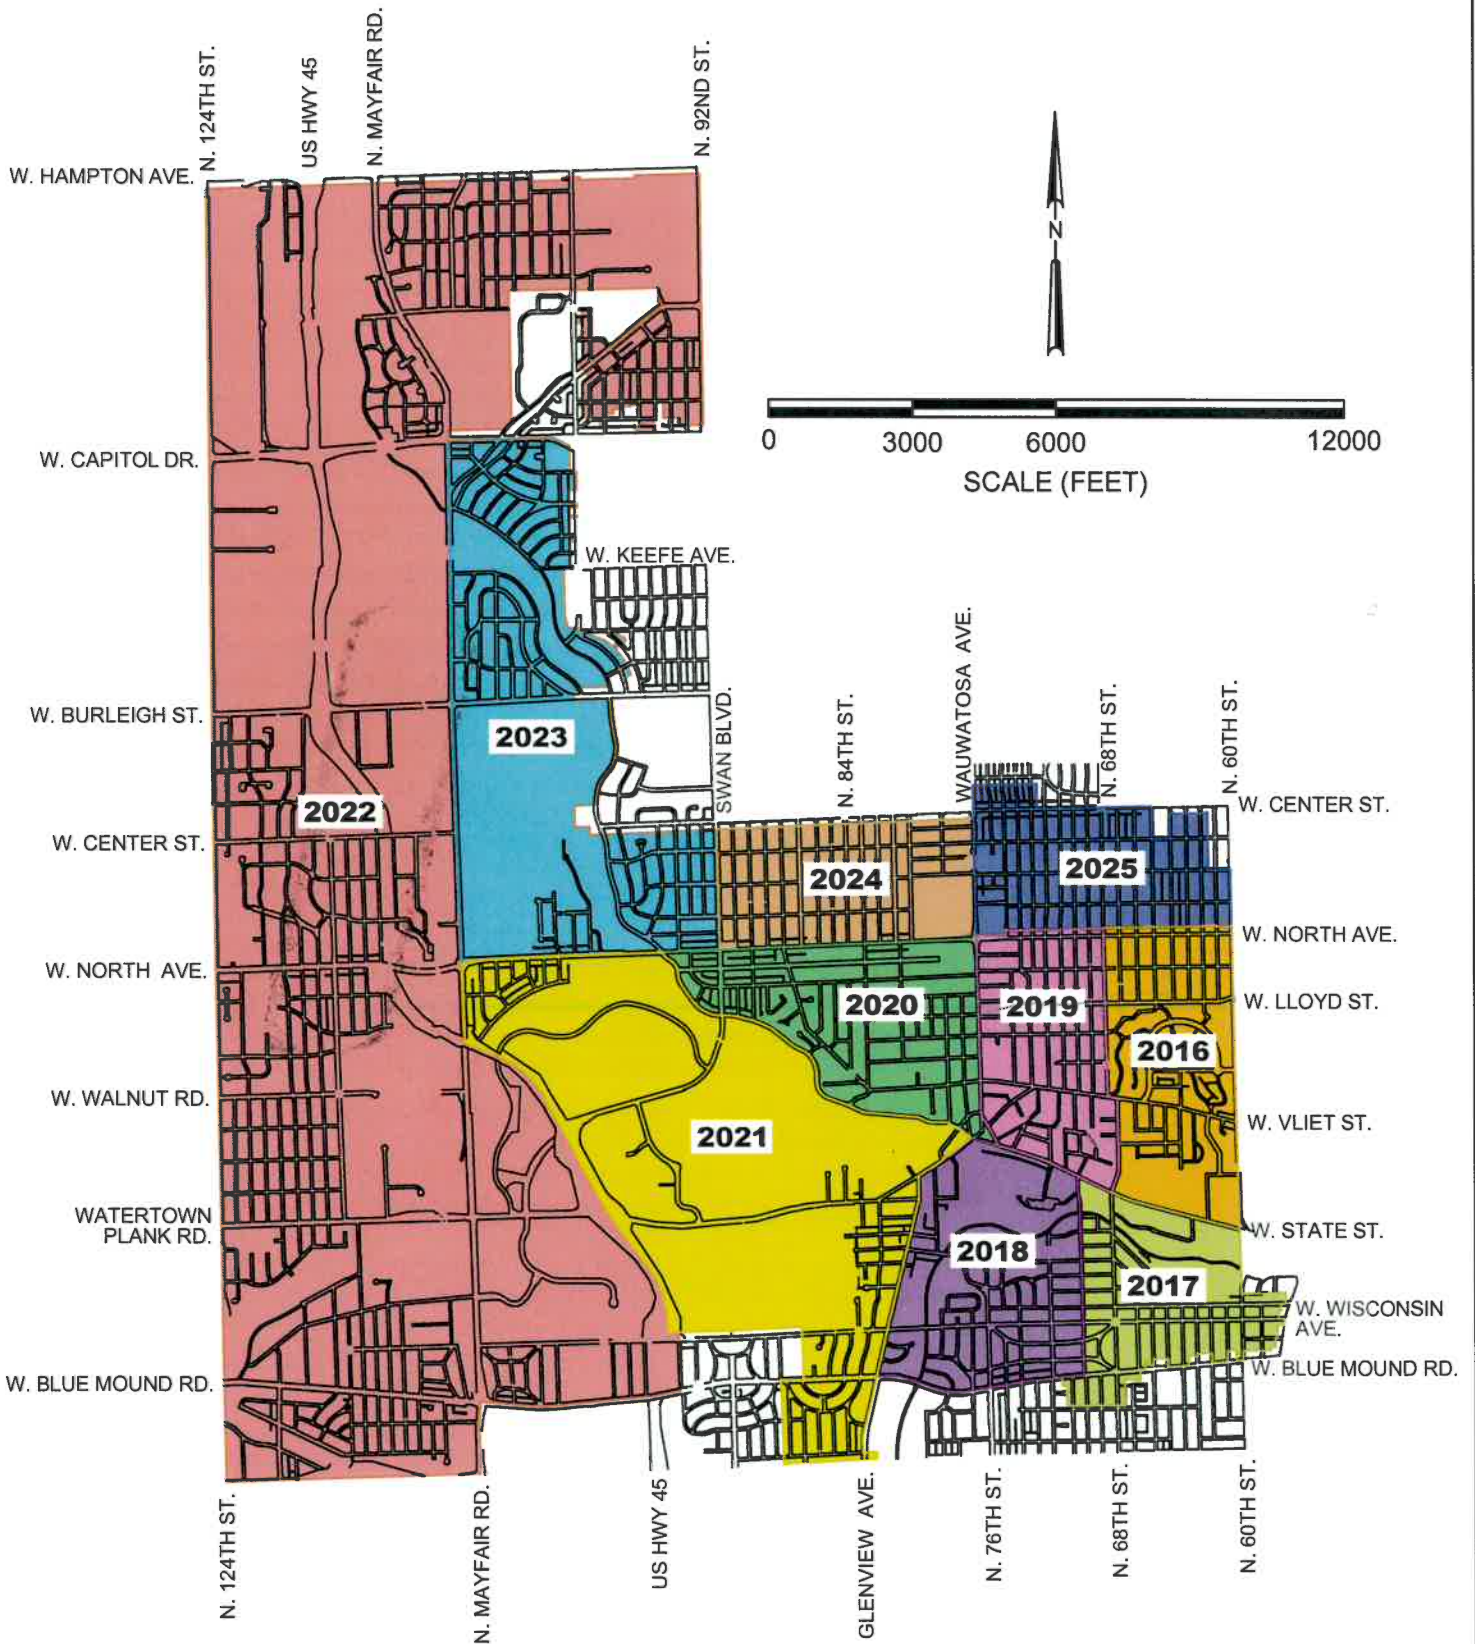 N. 124TH ST.
US HWY 45
N. MAYFAIR RD.
N. 92ND ST.
W. HAMPTON AVE.
N
0
3000
6000
12000
SCALE (FEET)
W. CAPITOL DR.
W. KEEFE AVE.
W. BURLEIGH ST.
2023
SWAN BLVD.
N. 84TH ST.
WAUWATOSA AVE.
N. 68TH ST.
N. 60TH ST.
W. CENTER ST.
2022
W. CENTER ST.
2024
2025
W. NORTH AVE.
W. NORTH AVE.
2020
2019
W. LLOYD ST.
2016
W. WALNUT RD.
2021
W. VLIET ST.
WATERTOWN
PLANK RD.
W. STATE ST.
2018
2017
W. WISCONSIN
AVE.
W. BLUE MOUND RD.
W. BLUE MOUND RD.
N. 124TH ST.
N. MAYFAIR RD.
US HWY 45
GLENVIEW AVE.
N. 76TH ST.
N. 68TH ST.
N. 60TH ST.